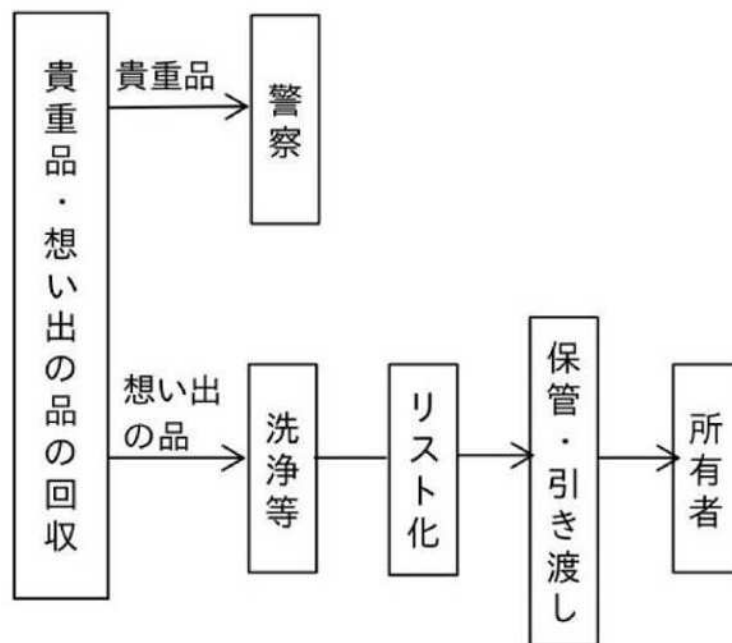 貴重品・想い出の品の回収
貴重品
警察
想い出
の品
洗浄等
リスト化
保管・引き渡し
所有者